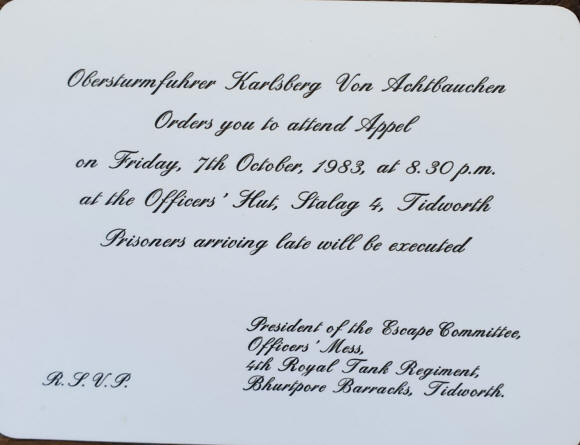 Obersturmfuhrer Karlsberg Von Achtbauchen
Orders you to attend Appel
on Friday, 7th October, 1983, at 8.30 p.m.
at the Officers' Hut, Stalag 4, Tidworth
Prisoners arriving late will be executed
President of the Escape Committee,
Officers' Mess,
4th Royal Tank Regiment,
Bhurtpore Barracks, Tidworth.
R.S.V.P.